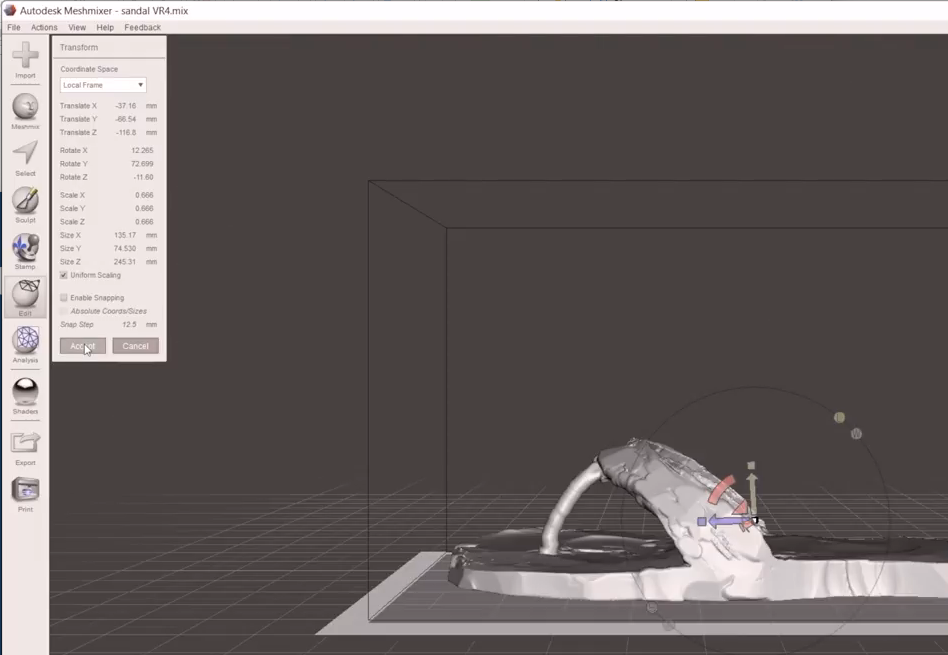 Autodesk Meshmixer - sandal VR4.mix
File Actions View Help Feedback
Import
Meshmix
Select
Sculpt
Stamp
Edit
Analysis
Shaders
Export
Print
Transform
Coordinate Space
Local Frame
Translate X -37.16 mm
Translate Y -66.54 mm
Translate Z -116.8 mm
Rotate X 12.265
Rotate Y 72.699
Rotate Z -11.60
Scale X 0.666
Scale Y 0.666
Scale Z 0.666
Size X 135.17 mm
Size Y 74.530 mm
Size Z 245.31 mm
Uniform Scaling
Enable Snapping
Absolute Coords/Sizes
Snap Step 12.5 mm
Accept Cancel